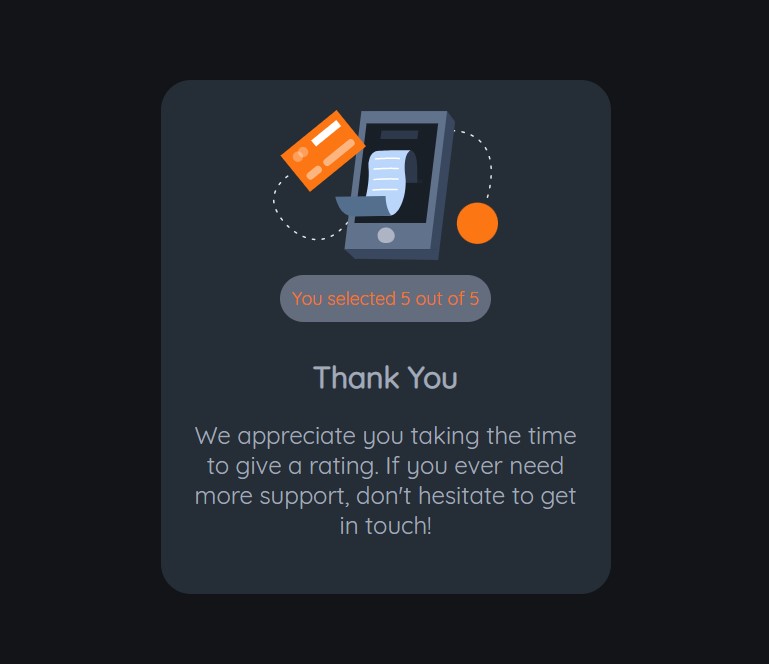 You selected 5 out of 5
Thank You
We appreciate you taking the time
to give a rating. If you ever need
more support, don't hesitate to get
in touch!